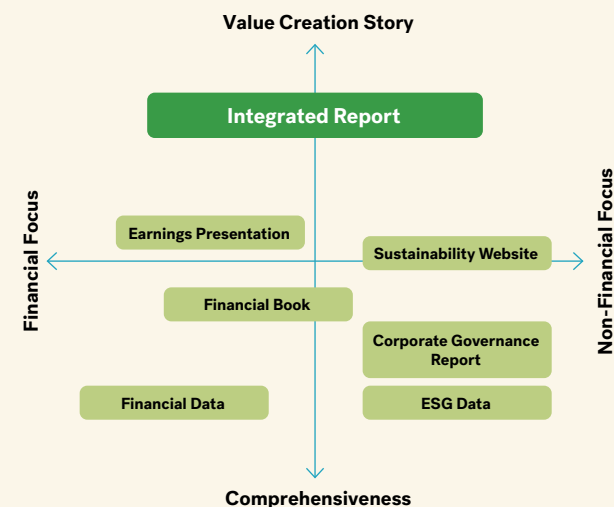 Value Creation Story
Integrated Report
Financial Focus
Non-Financial Focus
Earnings Presentation
Sustainability Website
Financial Book
Corporate Governance
Report
Financial Data
ESG Data
Comprehensiveness